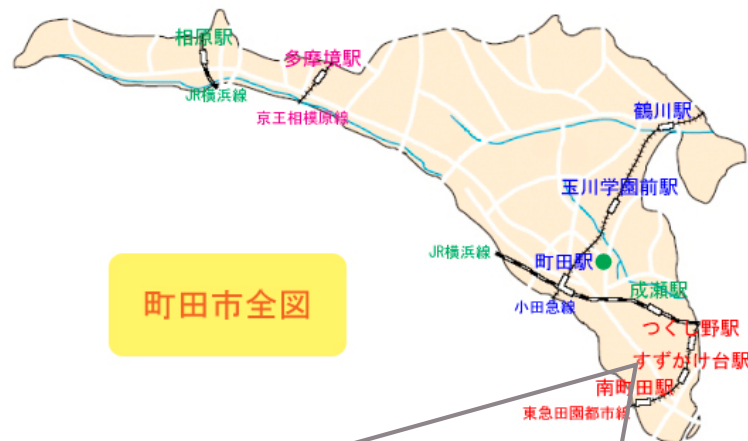 相原駅
多摩境駅
JR横浜線
京王相模原線
鶴川駅
玉川学園前駅
JR横浜線
町田駅
成瀬駅
小田急線
町田市全図
つくし野駅
すずかけ台駅
南町田駅
東急田園都市線